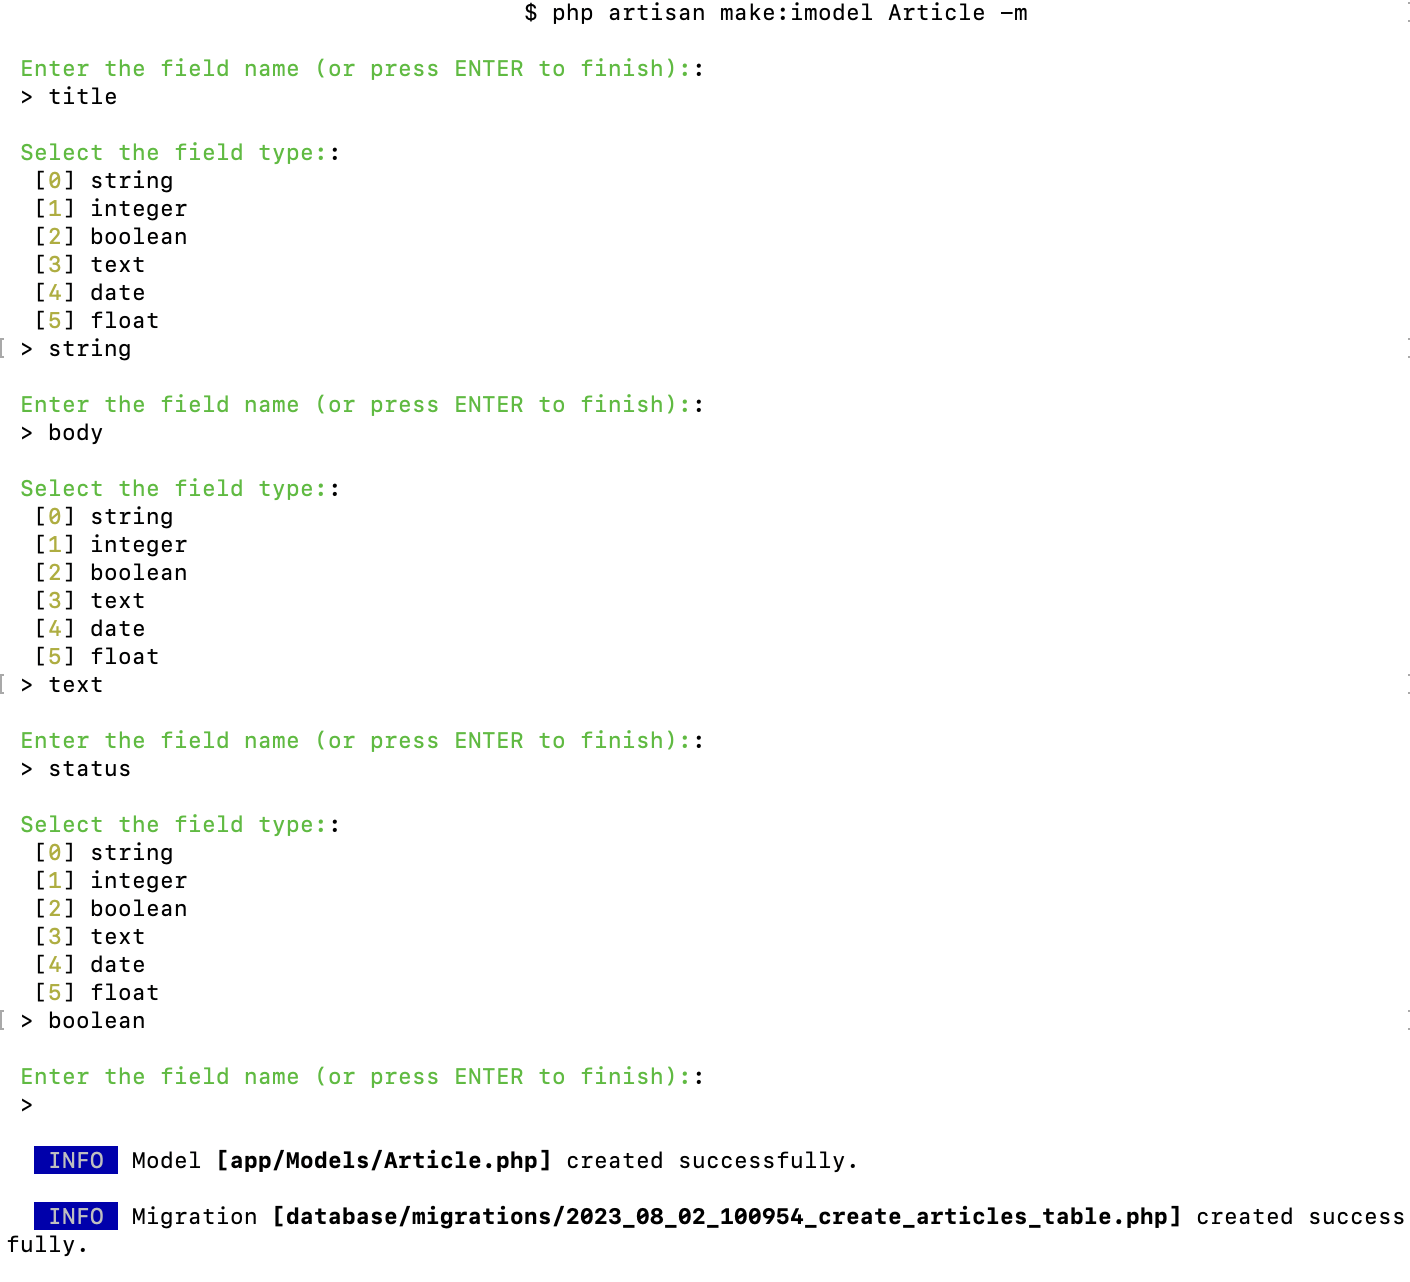 $ php artisan make:imodel Article -m
Enter the field name (or press ENTER to finish)::
> title
Select the field type::
[0] string
[1] integer
[2] boolean
[3] text
[4] date
[5] float
> string
Enter the field name (or press ENTER to finish)::
> body
Select the field type::
[0] string
[1] integer
[2] boolean
[3] text
[4] date
[5] float
> text
Enter the field name (or press ENTER to finish)::
> status
Select the field type::
[0] string
[1] integer
[2] boolean
[3] text
[4] date
[5] float
> boolean
Enter the field name (or press ENTER to finish)::
>
INFO Model [app/Models/Article.php] created successfully.
INFO Migration [database/migrations/2023_08_02_100954_create_articles_table.php] created success
fully.